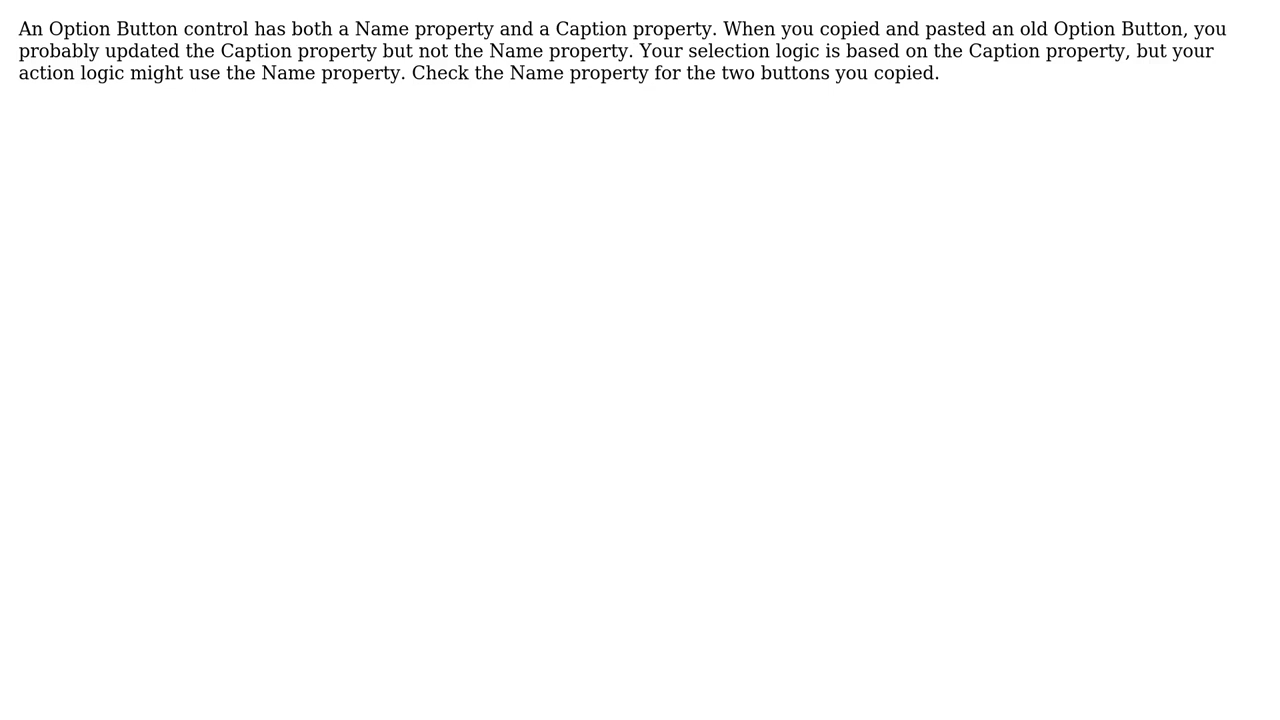 An Option Button control has both a Name property and a Caption property. When you copied and pasted an old Option Button, you
probably updated the Caption property but not the Name property. Your selection logic is based on the Caption property, but your
action logic might use the Name property. Check the Name property for the two buttons you copied.